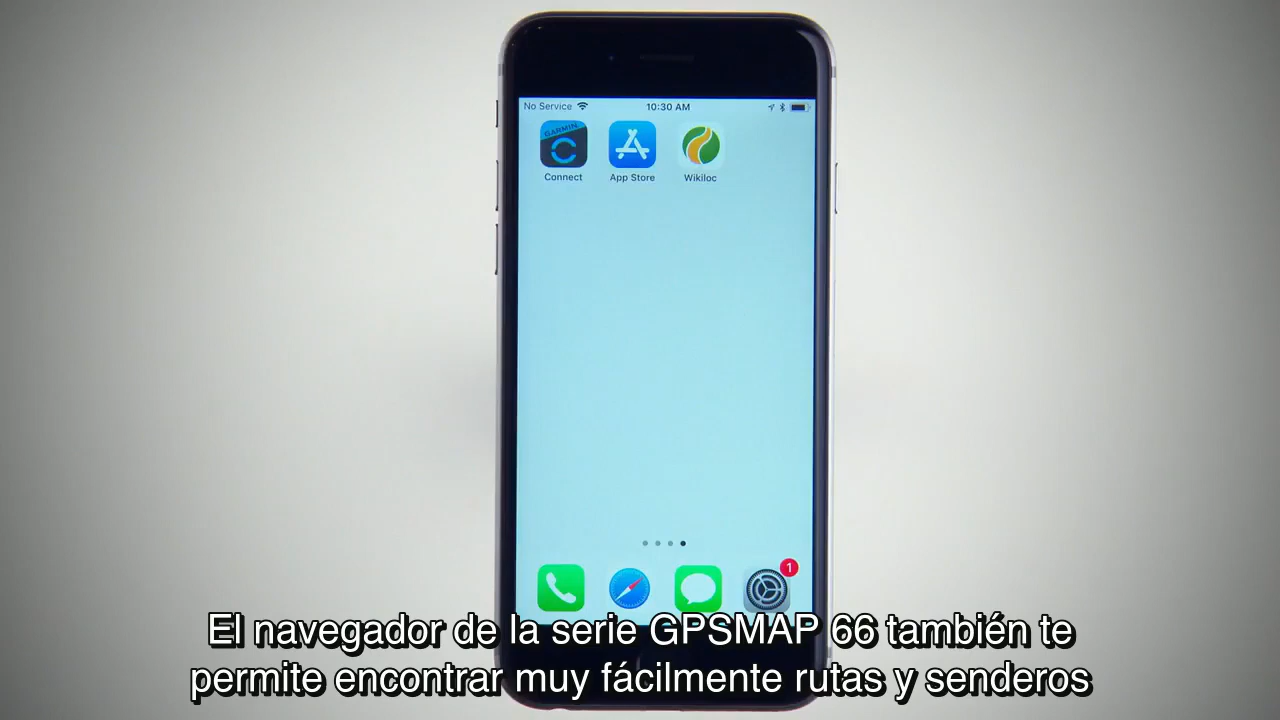 No Service
10:30 AM
GARMIN
Connect
App Store
Wikiloc
1
El navegador de la serie GPSMAP 66 también te
permite encontrar muy fácilmente rutas y senderos